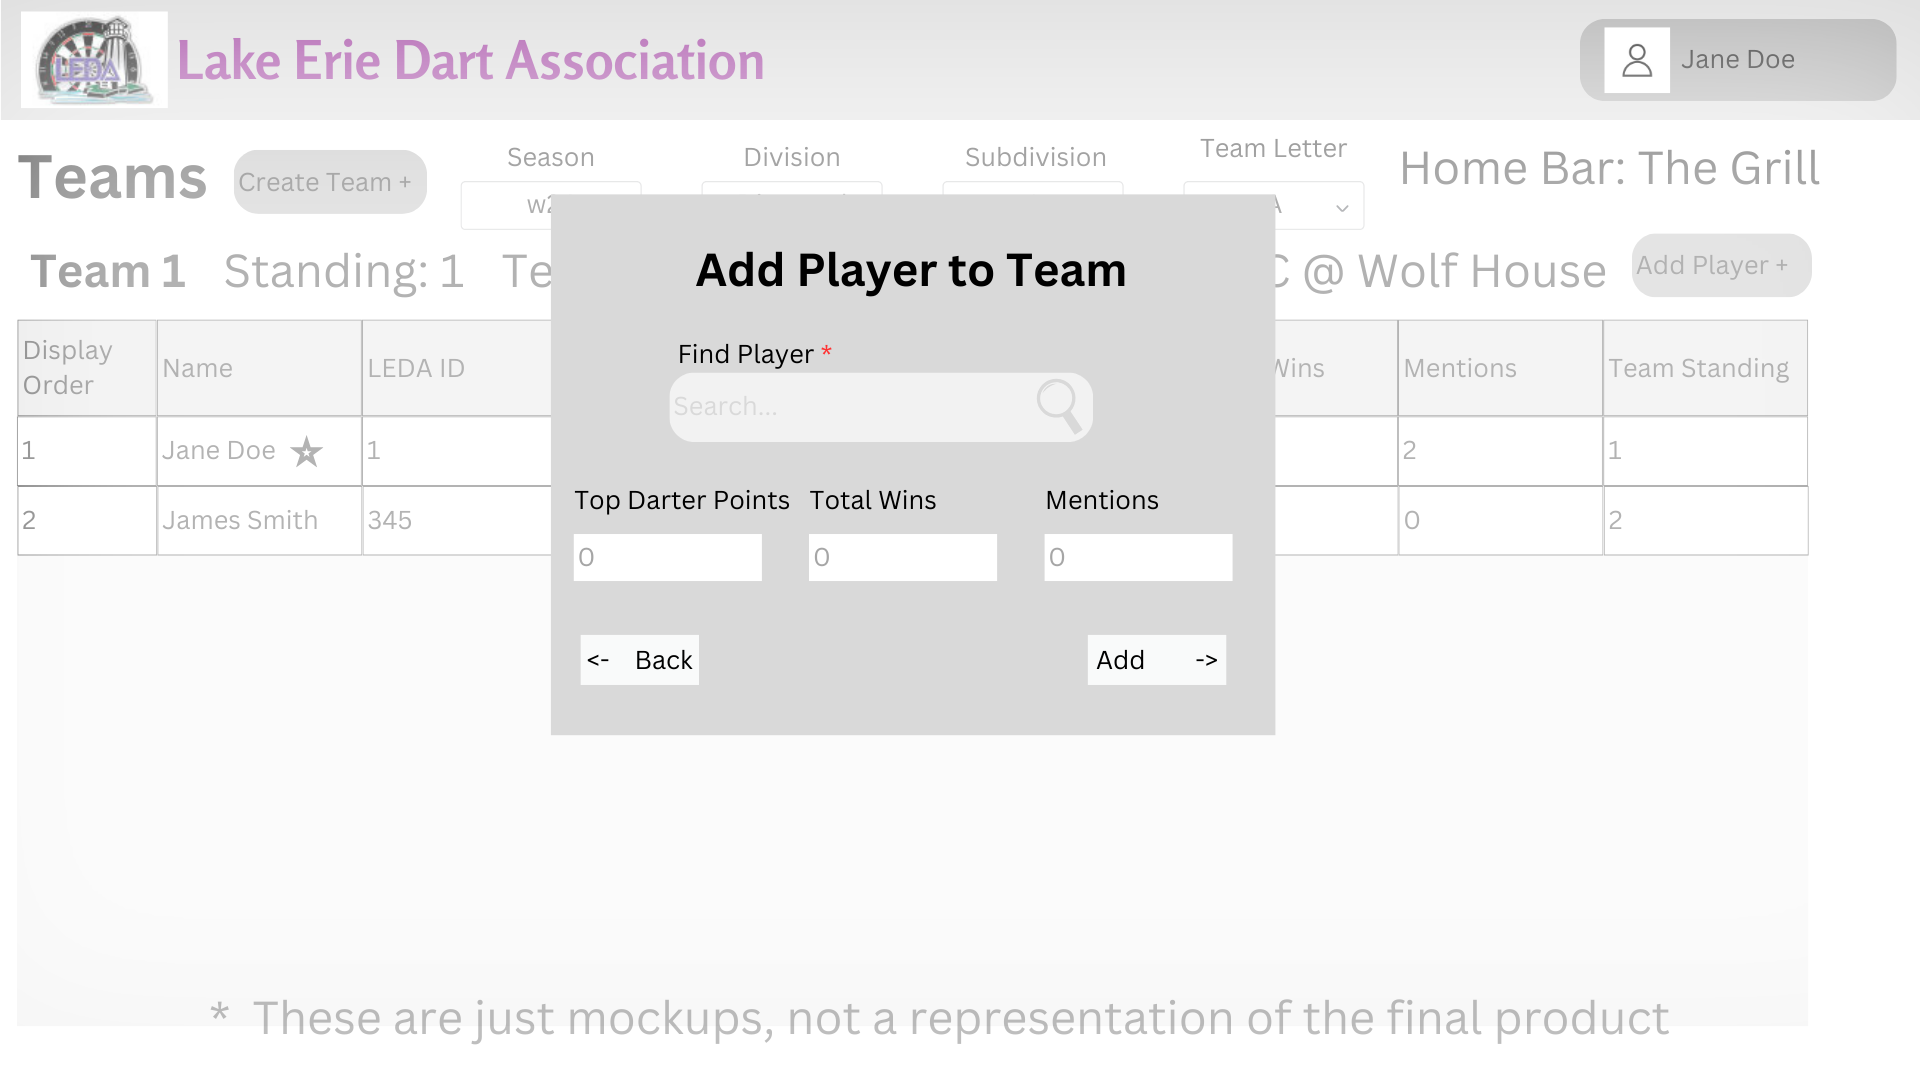 LEDA
Lake Erie Dart Association
Jane Doe
Teams
Create Team +
Season
Division
Subdivision
Team Letter
Home Bar: The Grill
A
Team 1
Standing: 1
C @ Wolf House
Add Player +
Display Order
Name
LEDA ID
Wins
Mentions
Team Standing
1
Jane Doe
1
2
1
2
James Smith
345
0
2
Add Player to Team
Find Player *
Search...
Top Darter Points
Total Wins
Mentions
0
0
0
<- Back
Add ->
* These are just mockups, not a representation of the final product